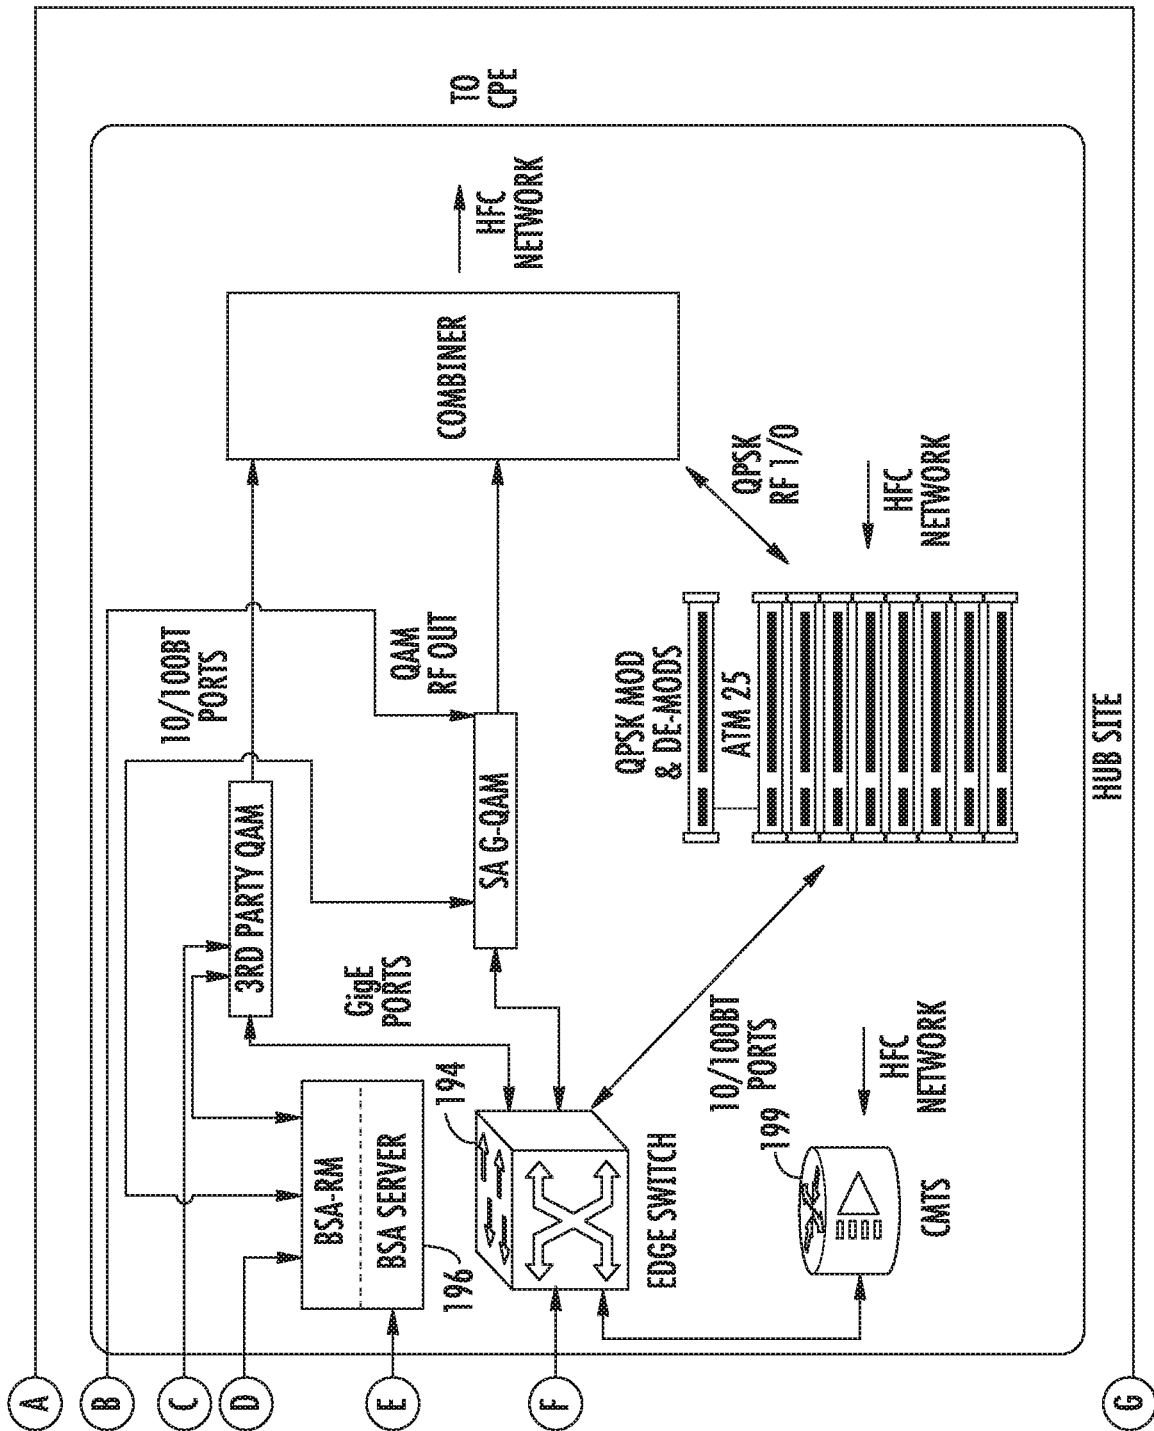 A
B
C
D
E
F
G
TO
CPE
HFC
NETWORK
COMBINER
10/100BT
PORTS
QAM
RF OUT
QPSK
RF 1/0
HFC
NETWORK
3RD PARTY QAM
SA G-QAM
QPSK MOD
& DE-MODS
ATM 25
GigE
PORTS
BSA-RM
BSA SERVER
196
194
EDGE SWITCH
10/100BT
PORTS
199
CMTS
HFC
NETWORK
HUB SITE